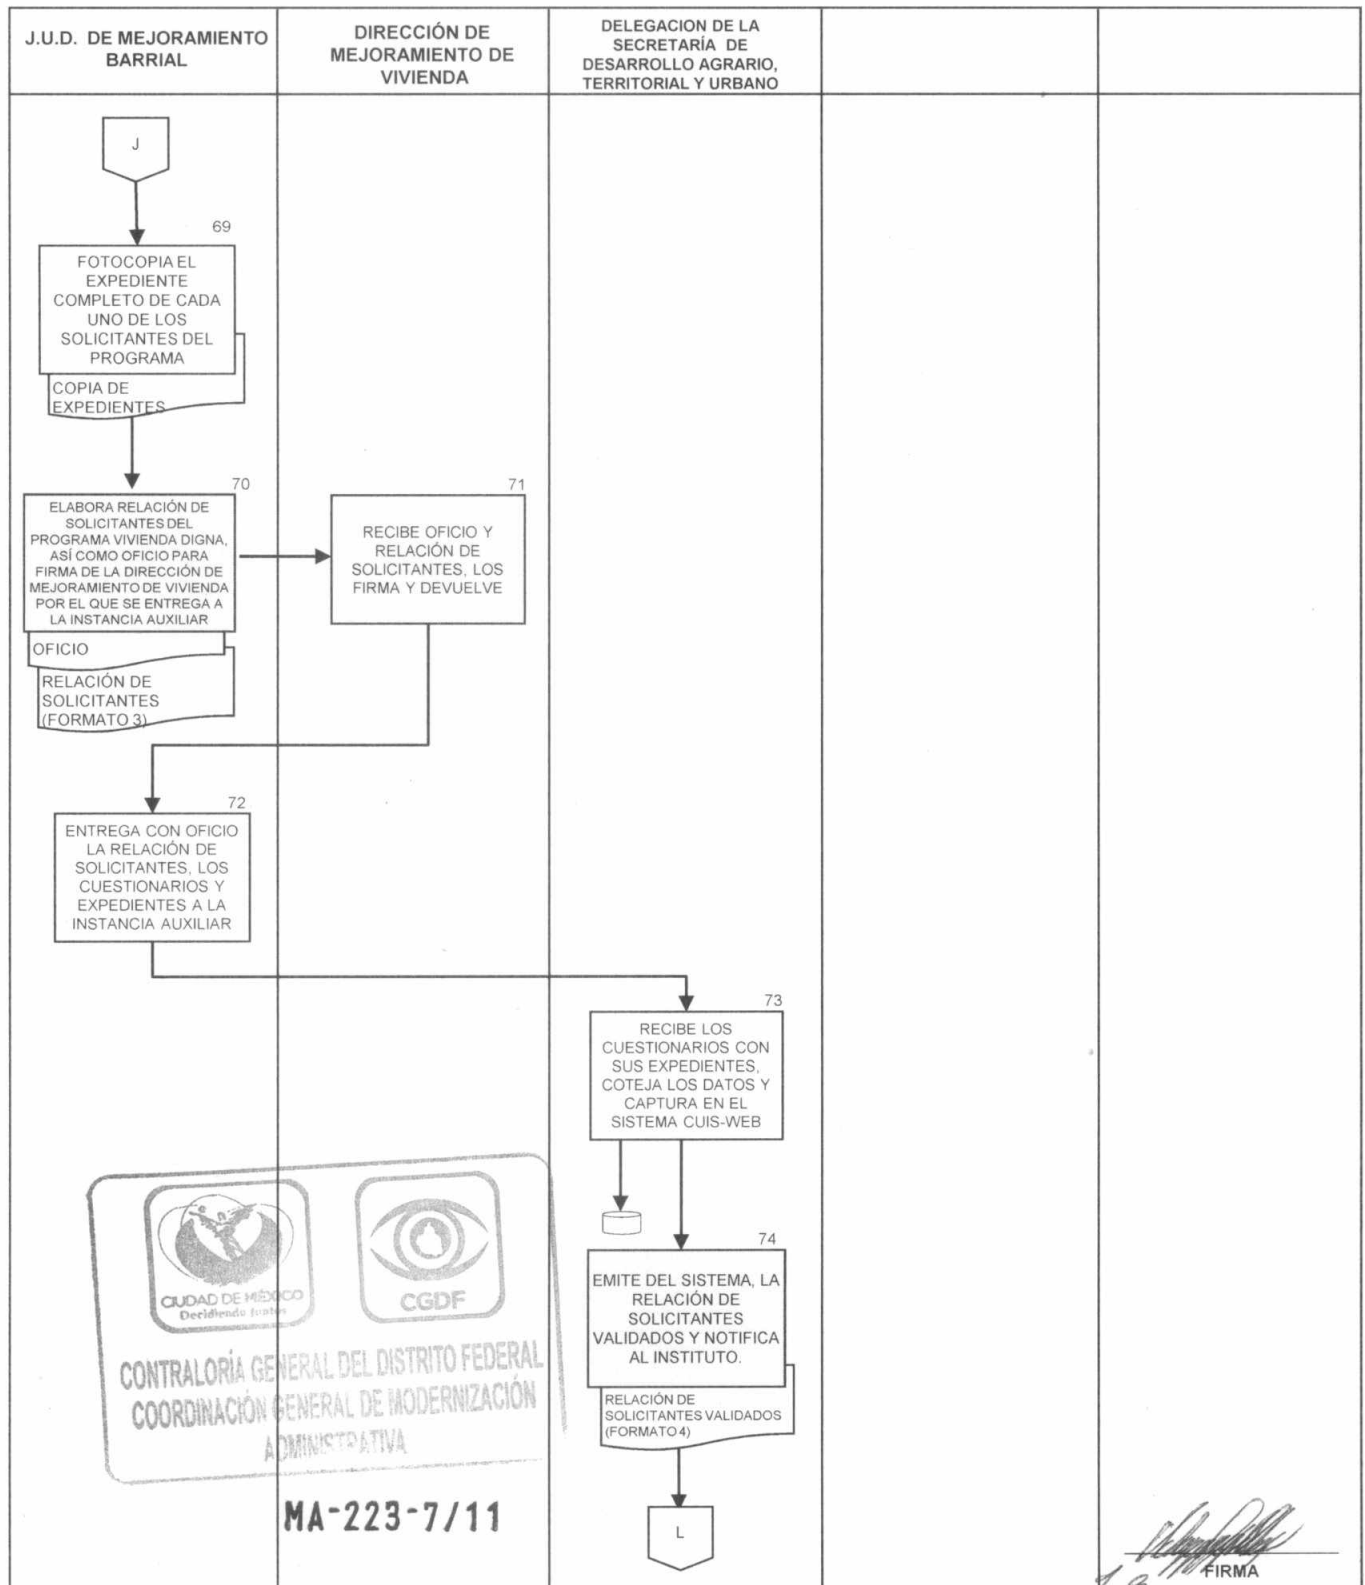 J.U.D. DE MEJORAMIENTO
BARRIAL
DIRECCIÓN DE
MEJORAMIENTO DE
VIVIENDA
DELEGACION DE LA
SECRETARÍA DE
DESARROLLO AGRARIO,
TERRITORIAL Y URBANO
J
69
FOTOCOPIA EL
EXPEDIENTE
COMPLETO DE CADA
UNO DE LOS
SOLICITANTES DEL
PROGRAMA
COPIA DE
EXPEDIENTES
70
ELABORA RELACIÓN DE
SOLICITANTES DEL
PROGRAMA VIVIENDA DIGNA,
ASÍ COMO OFICIO PARA
FIRMA DE LA DIRECCIÓN DE
MEJORAMIENTO DE VIVIENDA
POR EL QUE SE ENTREGA A
LA INSTANCIA AUXILIAR
OFICIO
RELACIÓN DE
SOLICITANTES
(FORMATO 3)
71
RECIBE OFICIO Y
RELACIÓN DE
SOLICITANTES, LOS
FIRMA Y DEVUELVE
72
ENTREGA CON OFICIO
LA RELACIÓN DE
SOLICITANTES, LOS
CUESTIONARIOS Y
EXPEDIENTES A LA
INSTANCIA AUXILIAR
73
RECIBE LOS
CUESTIONARIOS CON
SUS EXPEDIENTES,
COTEJA LOS DATOS Y
CAPTURA EN EL
SISTEMA CUIS-WEB
74
EMITE DEL SISTEMA, LA
RELACIÓN DE
SOLICITANTES
VALIDADOS Y NOTIFICA
AL INSTITUTO.
RELACIÓN DE
SOLICITANTES VALIDADOS
(FORMATO 4)
L
CIUDAD DE MÉXICO
Decidiendo Juntos
CGDF
CONTRALORÍA GENERAL DEL DISTRITO FEDERAL
COORDINACIÓN GENERAL DE MODERNIZACIÓN
ADMINISTRATIVA
MA-223-7/11
FIRMA